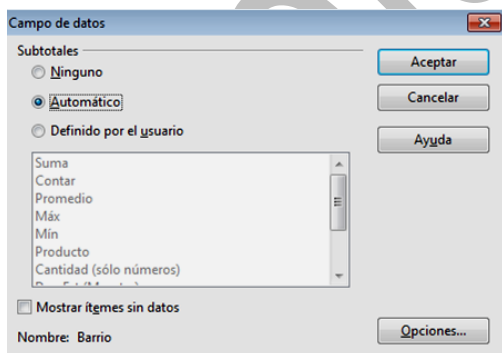 Campo de datos
Subtotales
Ninguno
Automático
Definido por el usuario
Suma
Contar
Promedio
Máx
Mín
Producto
Cantidad (sólo números)
Mostrar ítemes sin datos
Nombre: Barrio
Aceptar
Cancelar
Ayuda
Opciones...